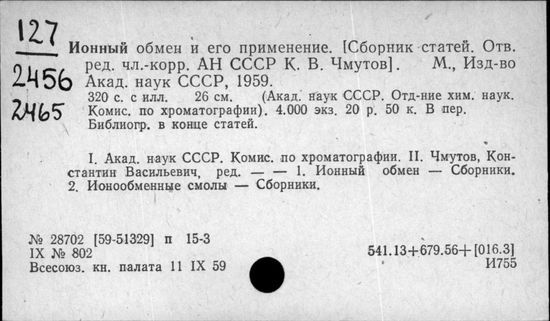 127
2456
2465
Ионный обмен и его применение. [Сборник статей. Отв.
ред. чл.-корр. АН СССР К. В. Чмутов]. М., Изд-во
Акад. наук СССР, 1959.
320 с. с илл. 26 см. (Акад. наук СССР. Отд-ние хим. наук.
Комис. по хроматографии). 4.000 экз. 20 р. 50 к. В пер.
Библиогр. в конце статей.
I. Акад. наук СССР. Комис. по хроматографии. II. Чмутов, Кон-
стантин Васильевич, ред. — — 1. Ионный обмен — Сборники.
2. Ионообменные смолы — Сборники.
№ 28702 [59-51329] п 15-3
IX № 802
Всесоюз. кн. палата 11 IX 59
541.13+679.56+[016.3]
И755